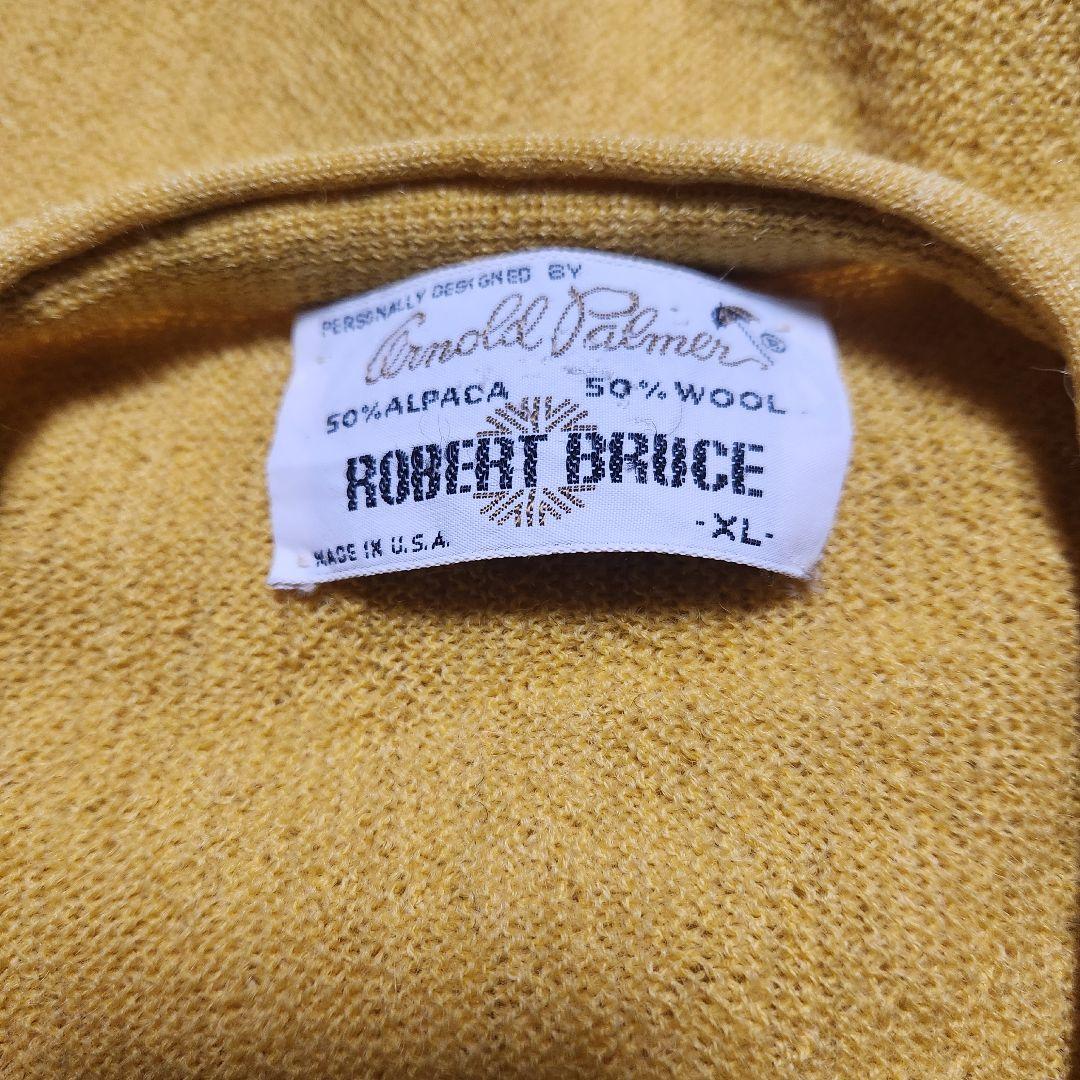 PERSONALLY DESIGNED BY
Arnold Palmer ®
50% ALPACA 50% WOOL
ROBERT BRUCE
-XL-
MADE IN U.S.A.